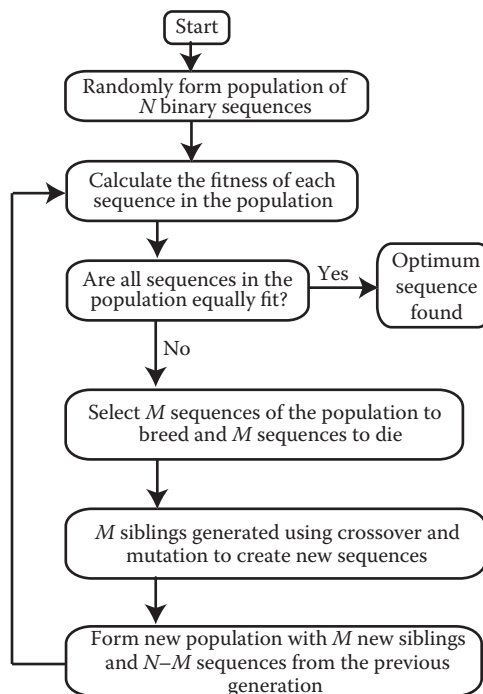 Start
Randomly form population of
N binary sequences
Calculate the fitness of each
sequence in the population
Are all sequences in the
population equally fit?
Yes
Optimum
sequence
found
No
Select M sequences of the population to
breed and M sequences to die
M siblings generated using crossover and
mutation to create new sequences
Form new population with M new siblings
and N–M sequences from the previous
generation